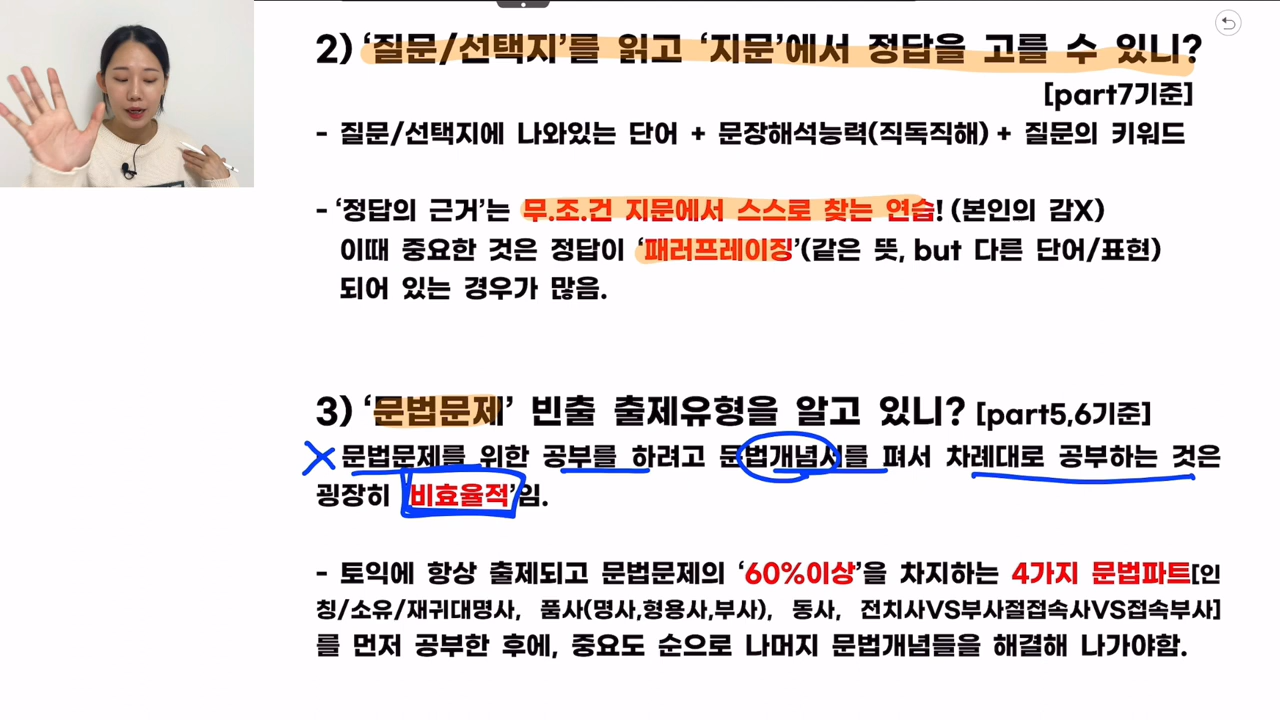 2) ‘질문/선택지’를 읽고 ‘지문’에서 정답을 고를 수 있니?
[part7기준]
- 질문/선택지에 나와있는 단어 + 문장해석능력(직독직해) + 질문의 키워드
- ‘정답의 근거’는 무.조.건 지문에서 스스로 찾는 연습! (본인의 감X)
이때 중요한 것은 정답이 ‘패러프레이징’(같은 뜻, but 다른 단어/표현)
되어 있는 경우가 많음.
3) ‘문법문제’ 빈출 출제유형을 알고 있니? [part5,6기준]
문법문제를 위한 공부를 하려고 문법개념서를 펴서 차례대로 공부하는 것은
굉장히 ‘비효율적’임.
- 토익에 항상 출제되고 문법문제의 ‘60%이상’을 차지하는 4가지 문법파트[인
칭/소유/재귀대명사, 품사(명사,형용사,부사), 동사, 전치사VS부사절접속사VS접속부사]
를 먼저 공부한 후에, 중요도 순으로 나머지 문법개념들을 해결해 나가야함.